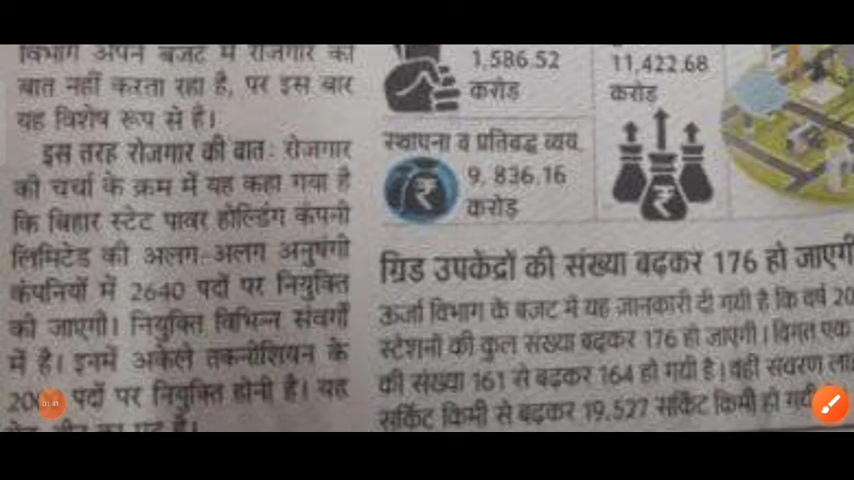 विभाग अपने बजट में रोजगार की
बात नहीं करता रहा है, पर इस बार
यह विशेष रूप से है।
इस तरह रोजगार की बात: रोजगार
की चर्चा के क्रम में यह कहा गया है
कि बिहार स्टेट पावर होल्डिंग कंपनी
लिमिटेड की अलग-अलग अनुषंगी
कंपनियों में 2640 पदों पर नियुक्ति
की जाएगी। नियुक्ति विभिन्न संवर्गों
में है। इनमें अकेले तकनीशियन के
पदों पर नियुक्ति होनी है। यह
1,586.52
करोड़
11,422.68
करोड़
स्थापना व प्रतिबद्ध व्यय
9, 836.16
करोड़
ग्रिड उपकेंद्रों की संख्या बढ़कर 176 हो जाएगी
ऊर्जा विभाग के बजट में यह जानकारी दी गयी है कि वर्ष 20
स्टेशनों की कुल संख्या बढ़कर 176 हो जाएगी। विगत एक
की संख्या 161 से बढ़कर 164 हो गयी है। वहीं संचरण ला
सर्किट किमी से बढ़कर 19,527 सर्किट किमी हो गयी
01:41